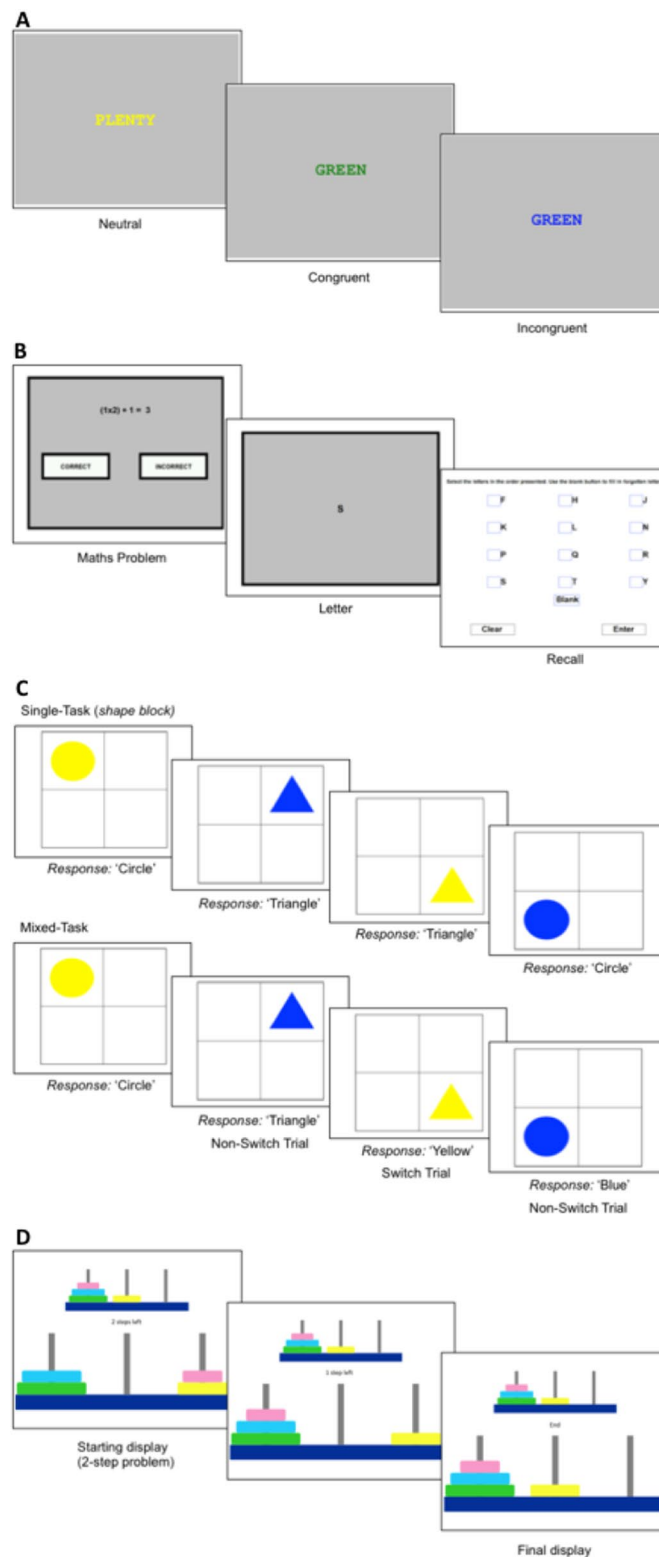 A
PLENTY
Neutral
GREEN
Congruent
GREEN
Incongruent
B
(1x2) + 1 = 3
CORRECT INCORRECT
Maths Problem
S
Letter
Select the letters in the order presented. Use the blank button to fill in forgotten
F H J
K L N
P Q R
S T Y
Blank
Clear Enter
Recall
C
Single-Task (shape block)
Response: ‘Circle’
Response: ‘Triangle’
Response: ‘Triangle’
Response: ‘Circle’
Mixed-Task
Response: ‘Circle’
Response: ‘Triangle’
Non-Switch Trial
Response: ‘Yellow’
Switch Trial
Response: ‘Blue’
Non-Switch Trial
D
2 steps left
Starting display
(2-step problem)
1 step left
End
Final display